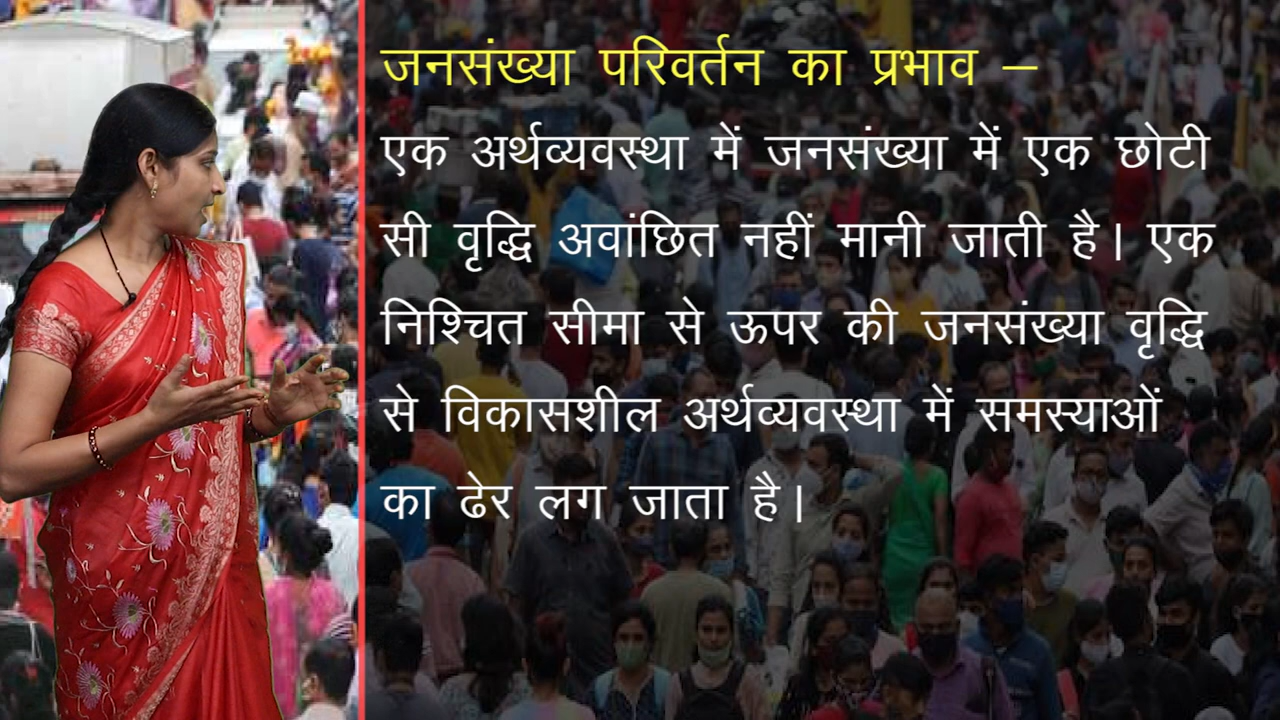 जनसंख्या परिवर्तन का प्रभाव –
एक अर्थव्यवस्था में जनसंख्या में एक छोटी
सी वृद्धि अवांछित नहीं मानी जाती है। एक
निश्चित सीमा से ऊपर की जनसंख्या वृद्धि
से विकासशील अर्थव्यवस्था में समस्याओं
का ढेर लग जाता है।